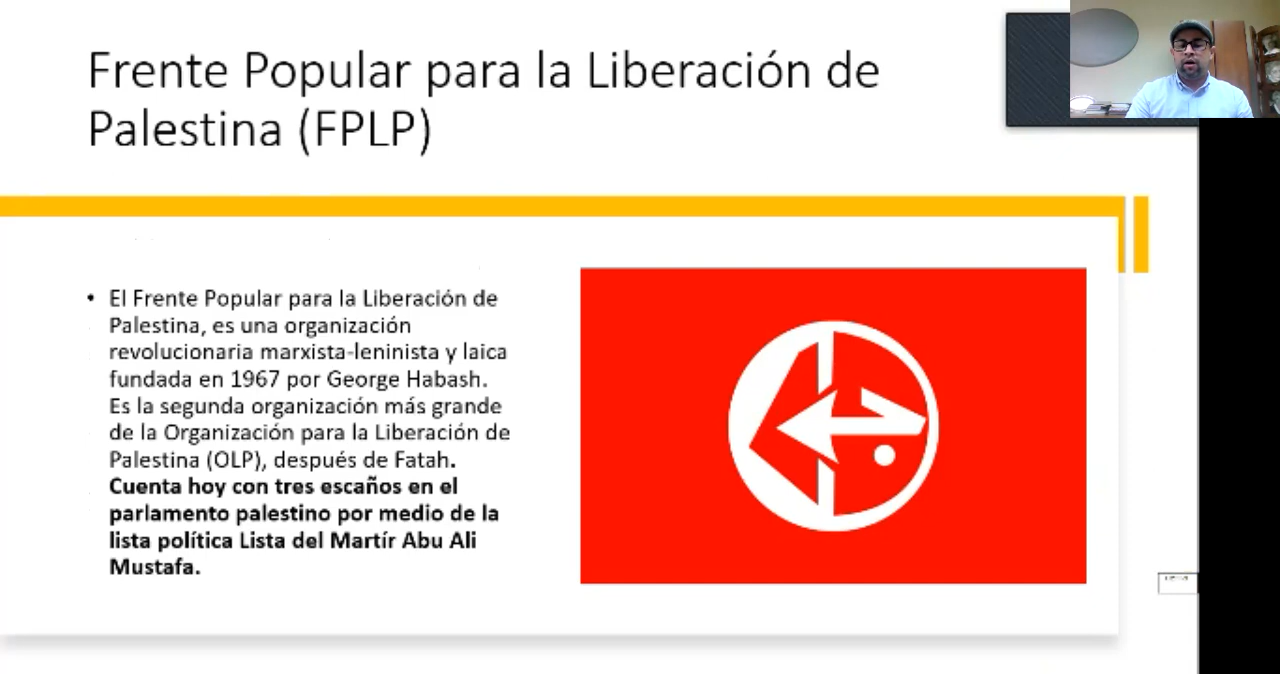 Frente Popular para la Liberación de
Palestina (FPLP)
• El Frente Popular para la Liberación de
Palestina, es una organización
revolucionaria marxista-leninista y laica
fundada en 1967 por George Habash.
Es la segunda organización más grande
de la Organización para la Liberación de
Palestina (OLP), después de Fatah.
Cuenta hoy con tres escaños en el
parlamento palestino por medio de la
lista política Lista del Martír Abu Ali
Mustafa.